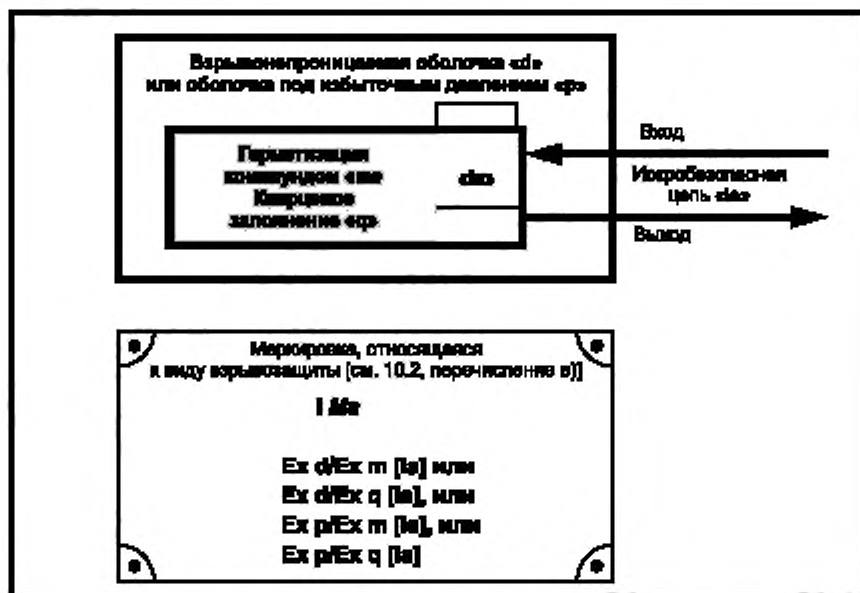 Взрывонепроницаемая оболочка «d»
или оболочка под избыточным давлением «p»
Герметизация
компаундом «m»
Кварцевое
заполнение «q»
«ia»
Вход
Искробезопасная
цепь «ia»
Выход
Маркировка, относящаяся
к виду взрывозащиты [см. 10.2, перечисление в)]
I Ма
Ex d/Ex m [ia] или
Ex d/Ex q [ia], или
Ex p/Ex m [ia], или
Ex p/Ex q [ia]